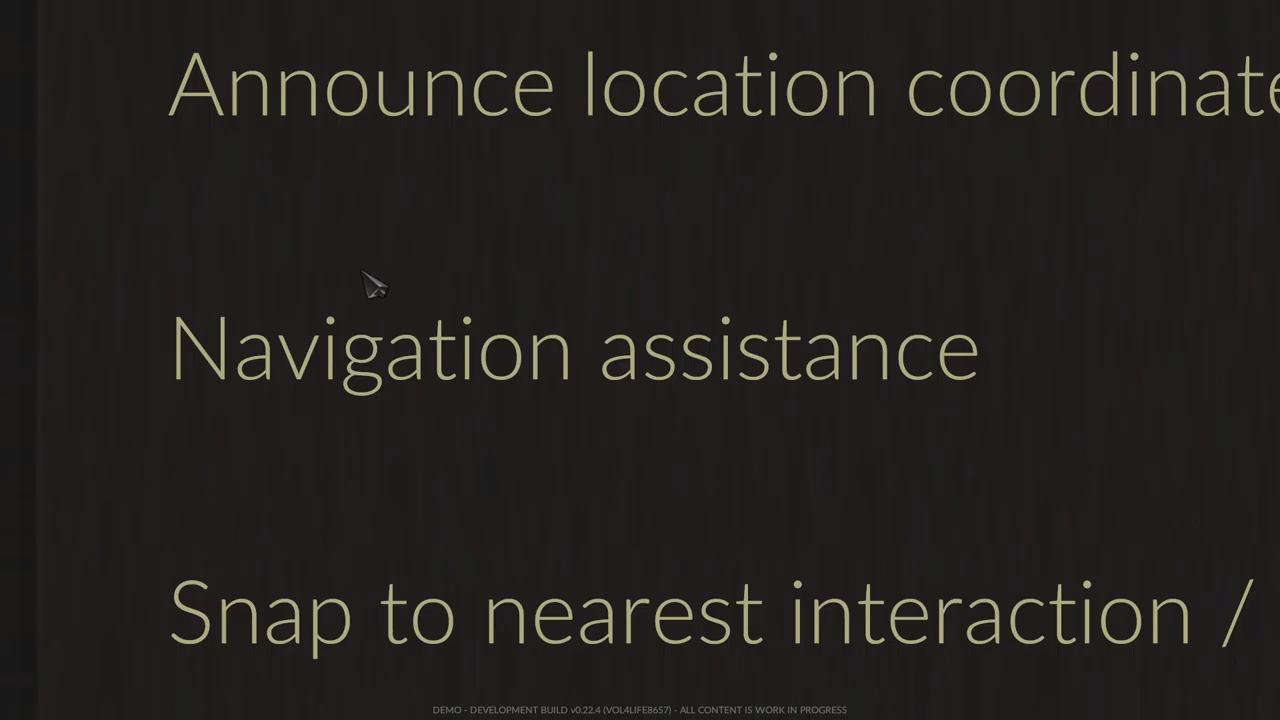 Announce location coordinate
Navigation assistance
Snap to nearest interaction /
DEMO - DEVELOPMENT BUILD v0.22.4 (VOL4LIFE8657) - ALL CONTENT IS WORK IN PROGRESS